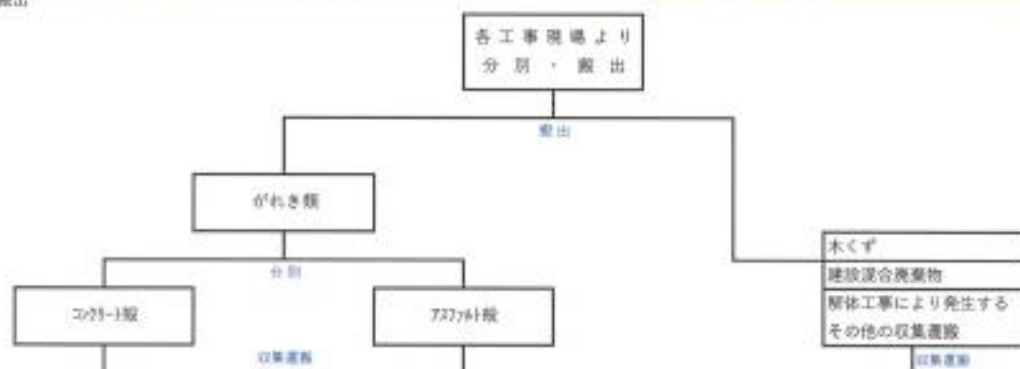 搬出
各工事現場より
分別・搬出
搬出
がれき類
分別
木くず
建設混合廃棄物
解体工事により発生する
その他の収集運搬
コンクリート殻
アスファルト殻
収集運搬
収集運搬